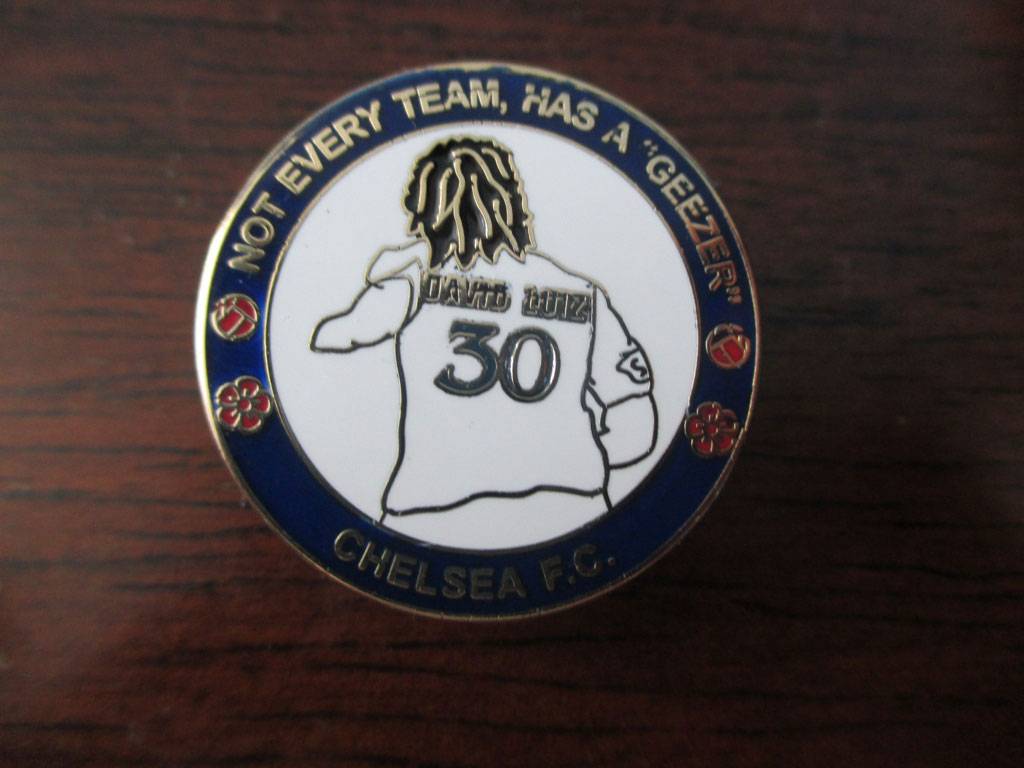 NOT EVERY TEAM, HAS A "GEEZER"
DAVID LUIZ
30
CHELSEA F.C.